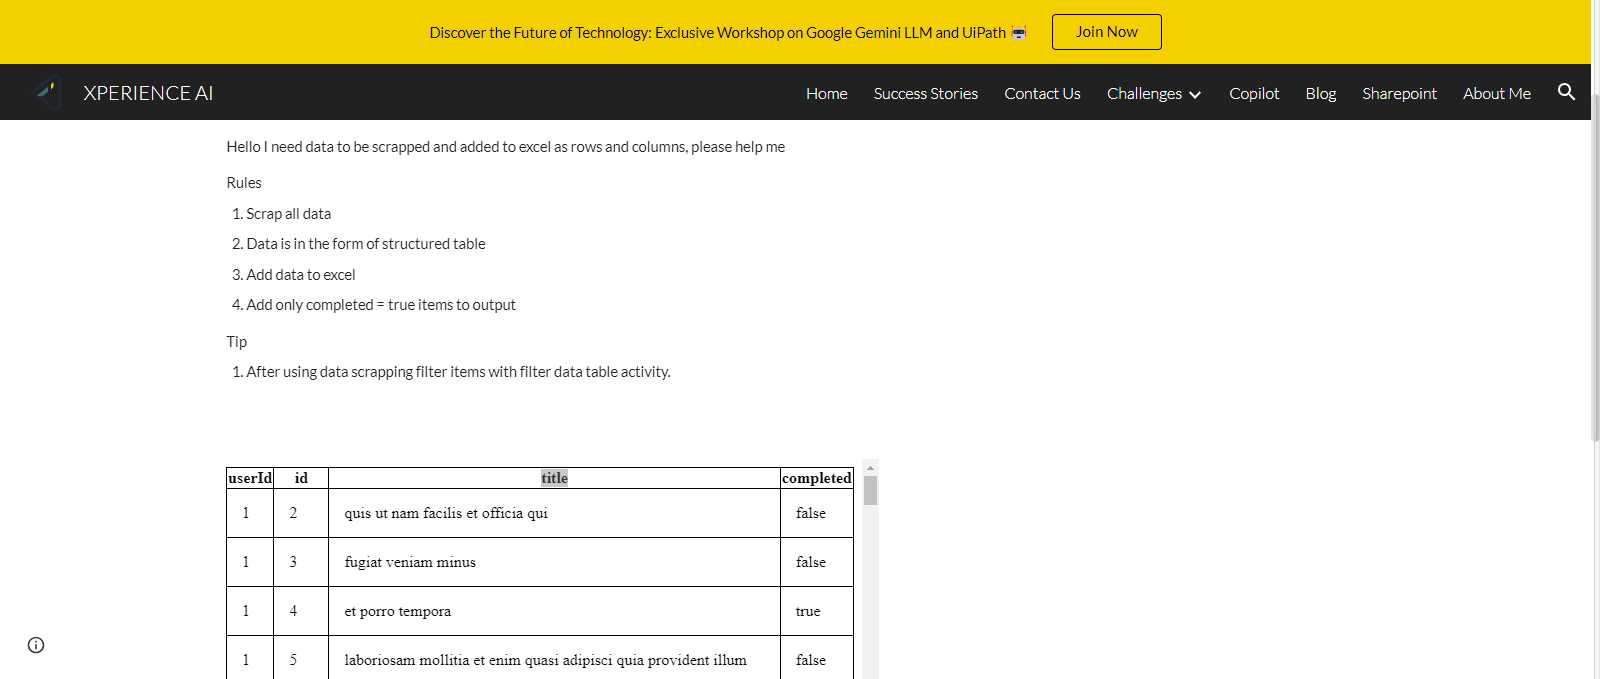 Discover the Future of Technology: Exclusive Workshop on Google Gemini LLM and UiPath 🤖 Join Now
XPERIENCE AI Home Success Stories Contact Us Challenges Copilot Blog Sharepoint About Me
Hello I need data to be scrapped and added to excel as rows and columns, please help me
Rules
1. Scrap all data
2. Data is in the form of structured table
3. Add data to excel
4. Add only completed = true items to output
Tip
1. After using data scrapping filter items with filter data table activity.
userId id title completed
1 2 quis ut nam facilis et officia qui false
1 3 fugiat veniam minus false
1 4 et porro tempora true
1 5 laboriosam mollitia et enim quasi adipisci quia provident illum false